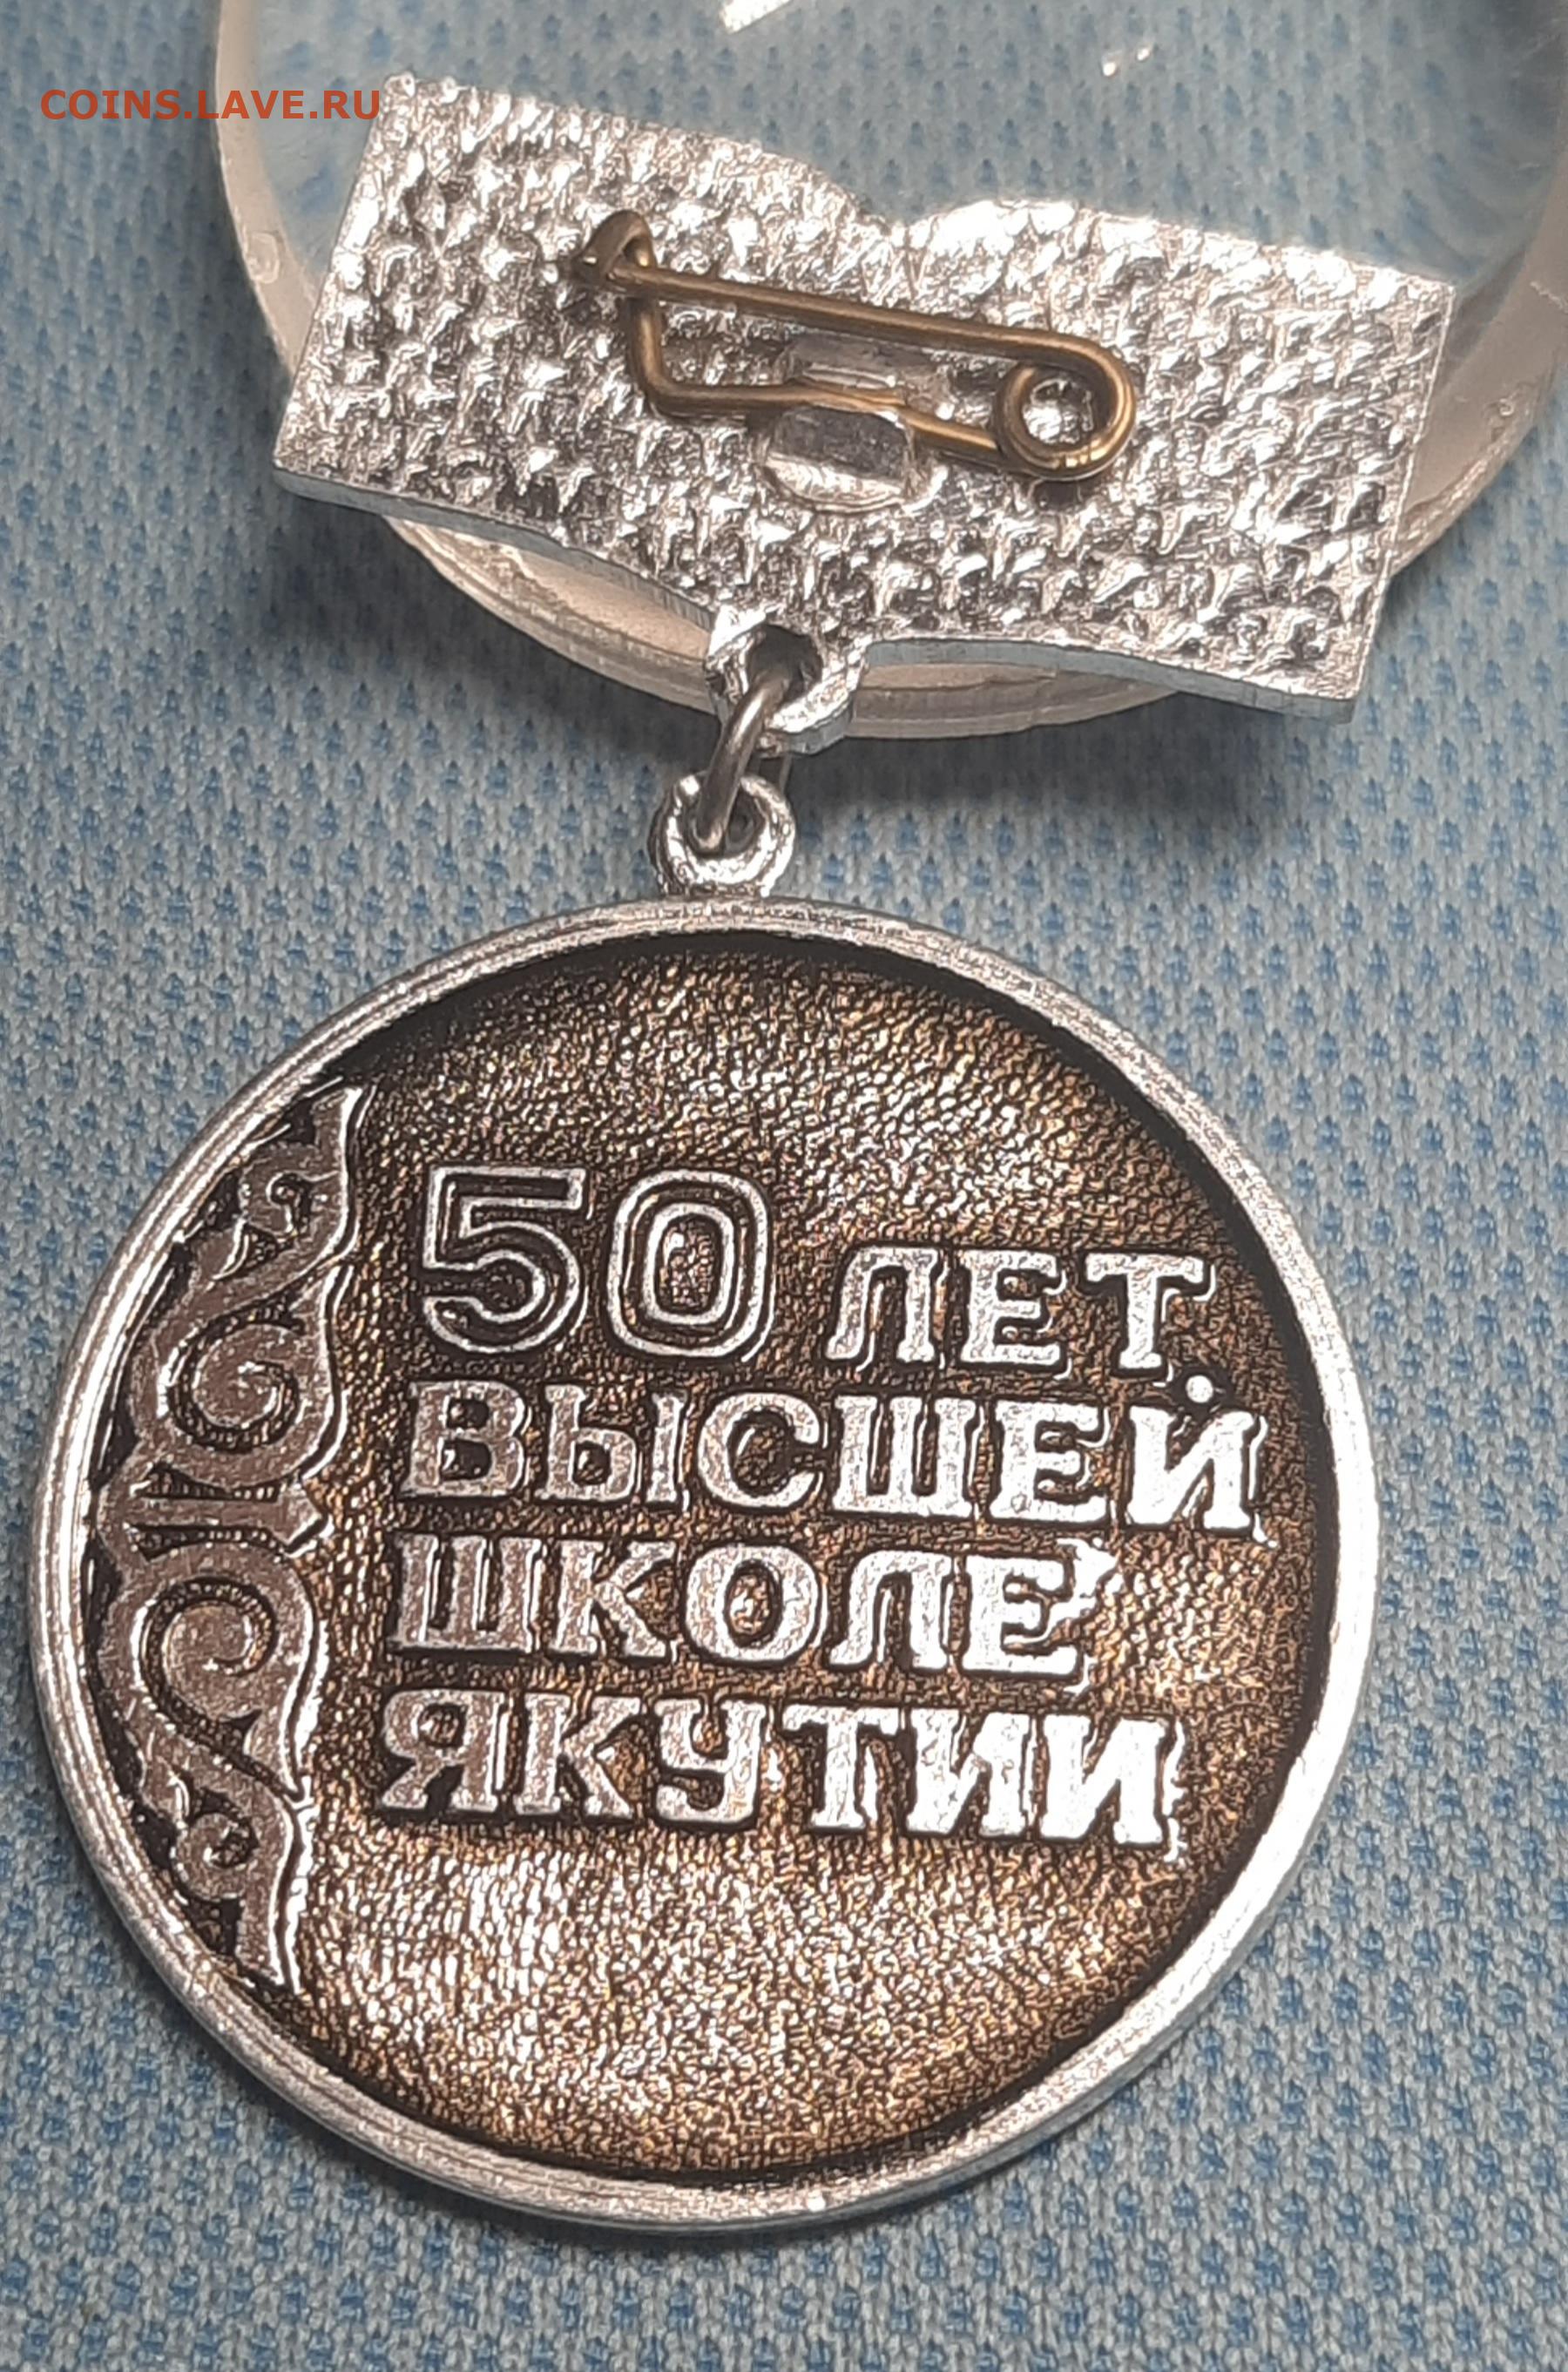 COINS.LAVE.RU
50 ЛЕТ
ВЫСШЕЙ
ШКОЛЕ
ЯКУТИИ